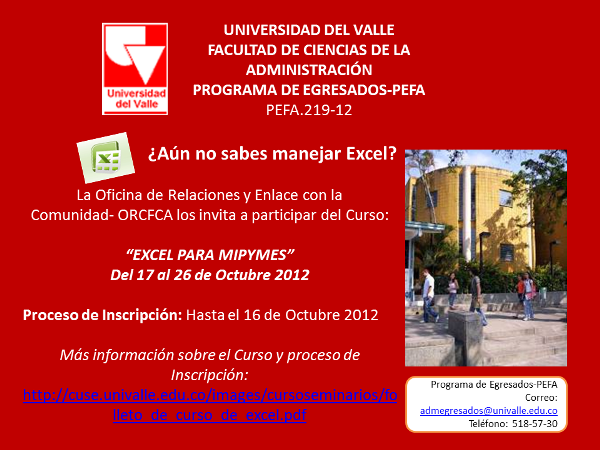 Universidad
del Valle
UNIVERSIDAD DEL VALLE
FACULTAD DE CIENCIAS DE LA
ADMINISTRACIÓN
PROGRAMA DE EGRESADOS-PEFA
PEFA.219-12
¿Aún no sabes manejar Excel?
La Oficina de Relaciones y Enlace con la
Comunidad- ORCFCA los invita a participar del Curso:
“EXCEL PARA MIPYMES”
Del 17 al 26 de Octubre 2012
Proceso de Inscripción: Hasta el 16 de Octubre 2012
Más información sobre el Curso y proceso de
Inscripción:
http://cuse.univalle.edu.co/images/cursoseminarios/fo
lleto_de_curso_de_excel.pdf
Programa de Egresados-PEFA
Correo:
admegresados@univalle.edu.co
Teléfono: 518-57-30